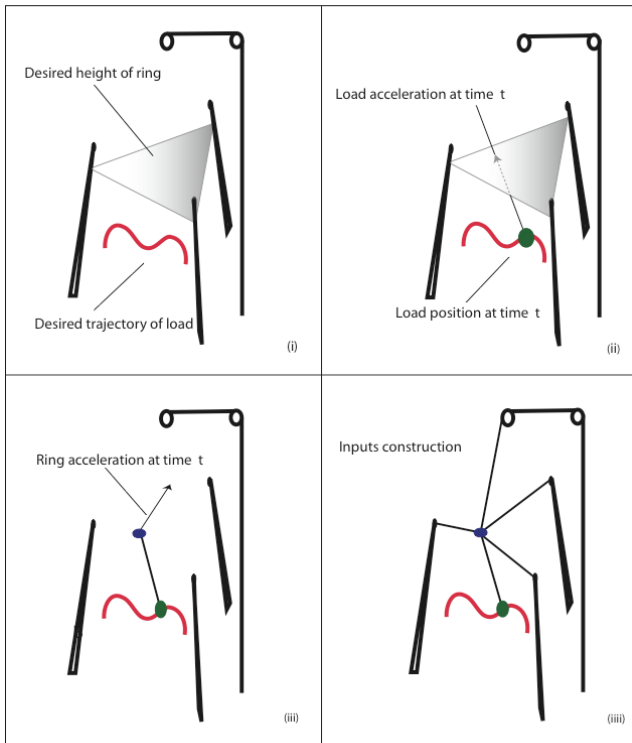 Desired height of ring
Desired trajectory of load
(i)
Load acceleration at time t
Load position at time t
(ii)
Ring acceleration at time t
(iii)
Inputs construction
(iiii)